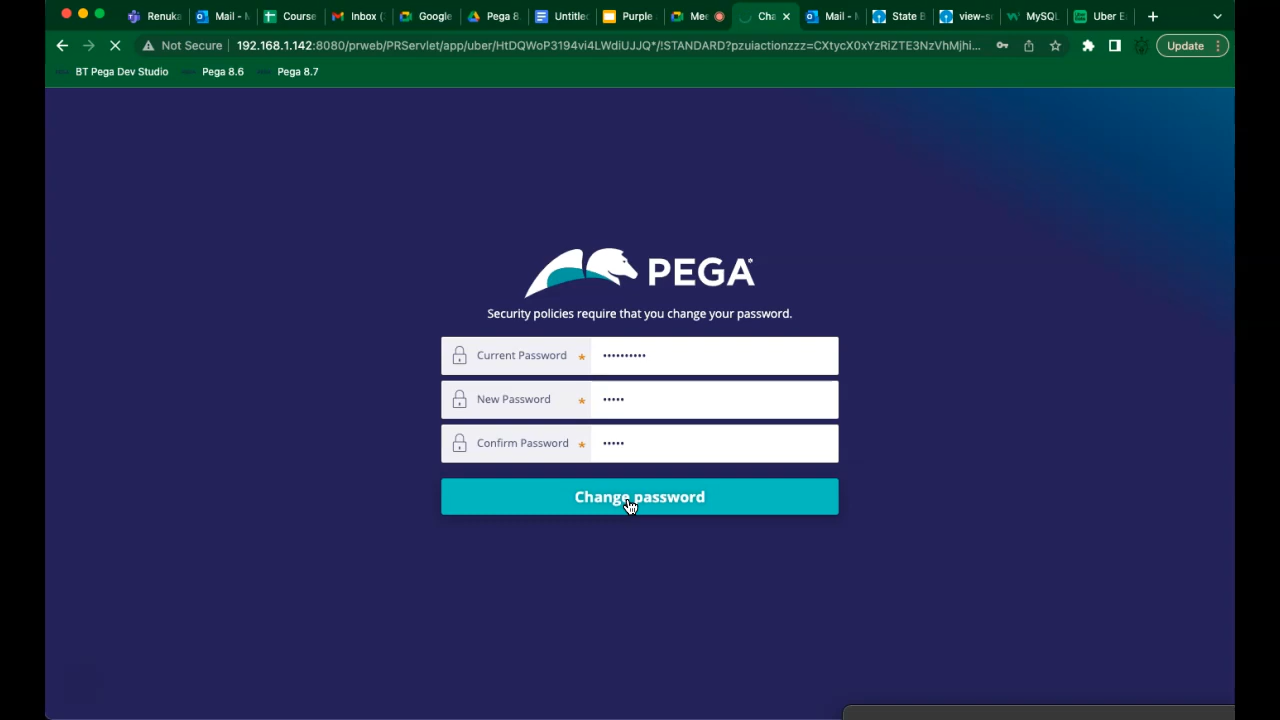 Renuka
Mail - M
Course
Inbox (
Google
Pega 8.
Untitle
Purple
Mee
Cha
Mail - M
State B
view-s
MySQL
Uber E
Not Secure
192.168.1.142:8080/prweb/PRServlet/app/uber/HtDQWoP3194vi4LWdiUJJQ*/!STANDARD?pzuiactionzzz=CXtycX0xYzRiZTE3NzVhMjhi...
Update
BT Pega Dev Studio
Pega 8.6
Pega 8.7
PEGA
Security policies require that you change your password.
Current Password *
••••••••••
New Password *
•••••
Confirm Password *
•••••
Change password